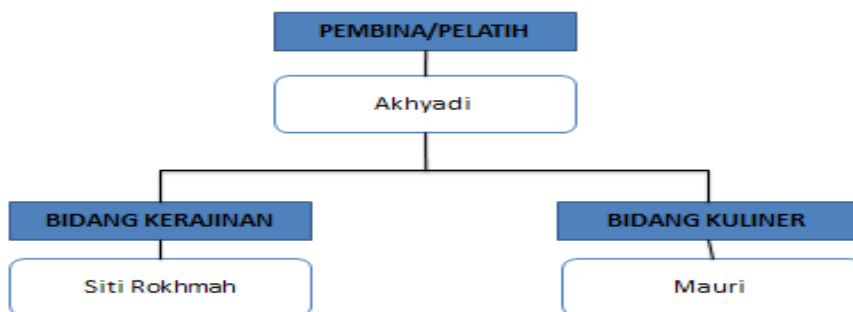 PEMBINA/PELATIH
Akhyadi
BIDANG KERAJINAN
Siti Rokhmah
BIDANG KULINER
Mauri